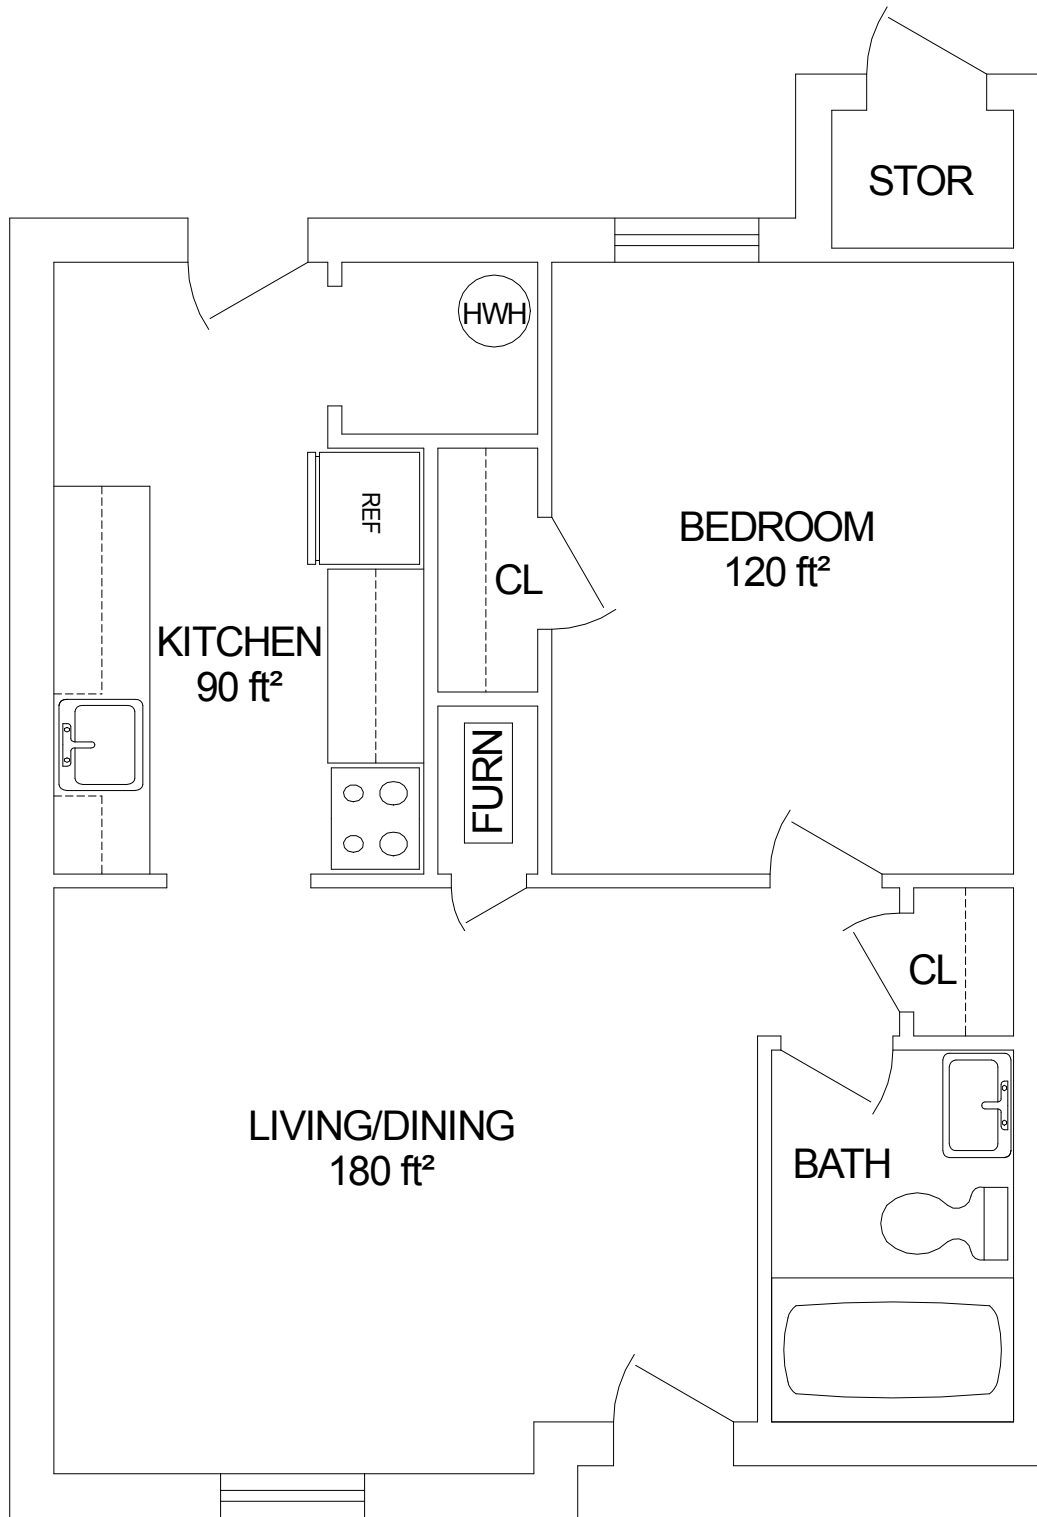 STOR
HWH
REF
BEDROOM
120 ft²
CL
KITCHEN
90 ft²
FURN
CL
LIVING/DINING
180 ft²
BATH